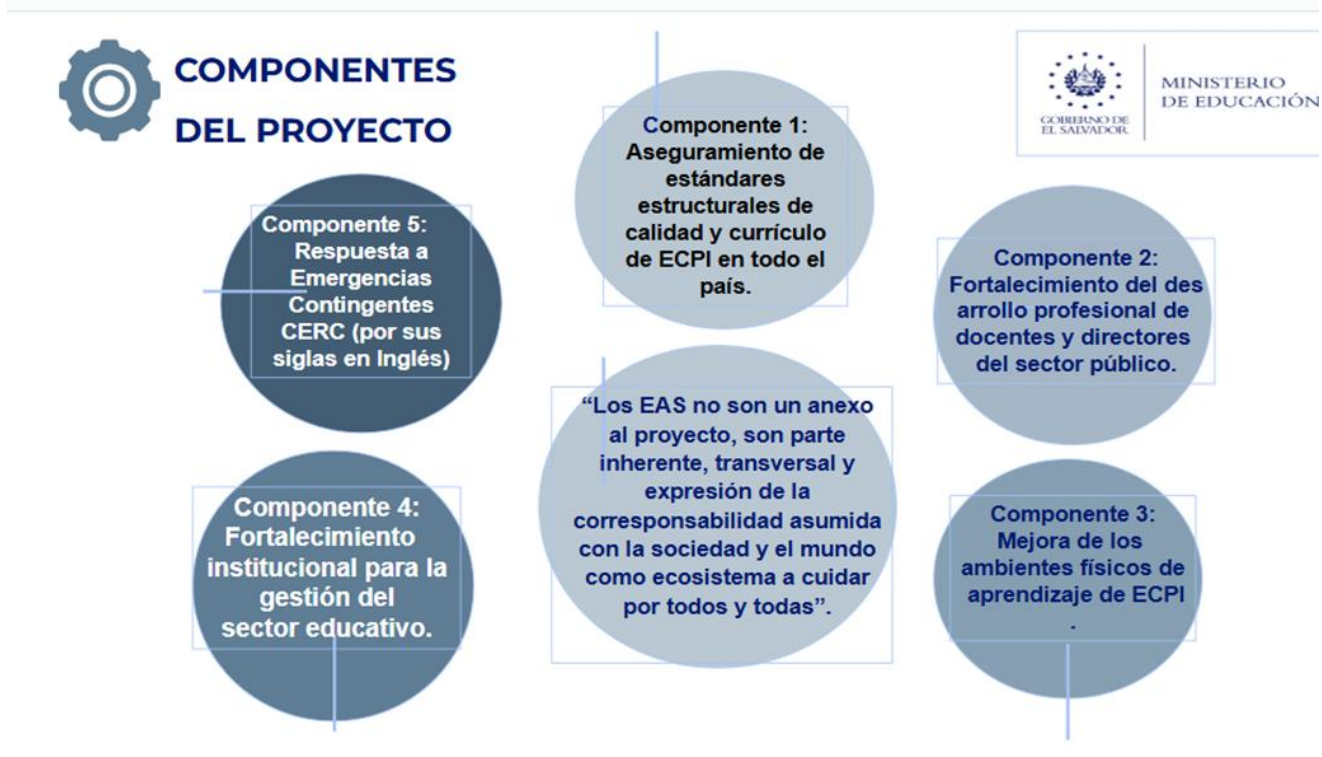 COMPONENTES
DEL PROYECTO
GOBIERNO DE
EL SALVADOR
MINISTERIO
DE EDUCACIÓN
Componente 1:
Aseguramiento de
estándares
estructurales de
calidad y currículo
de ECPI en todo el
país.
Componente 2:
Fortalecimiento del des
arrollo profesional de
docentes y directores
del sector público.
Componente 3:
Mejora de los
ambientes físicos de
aprendizaje de ECPI
.
Componente 4:
Fortalecimiento
institucional para la
gestión del
sector educativo.
Componente 5:
Respuesta a
Emergencias
Contingentes
CERC (por sus
siglas en Inglés)
“Los EAS no son un anexo
al proyecto, son parte
inherente, transversal y
expresión de la
corresponsabilidad asumida
con la sociedad y el mundo
como ecosistema a cuidar
por todos y todas”.